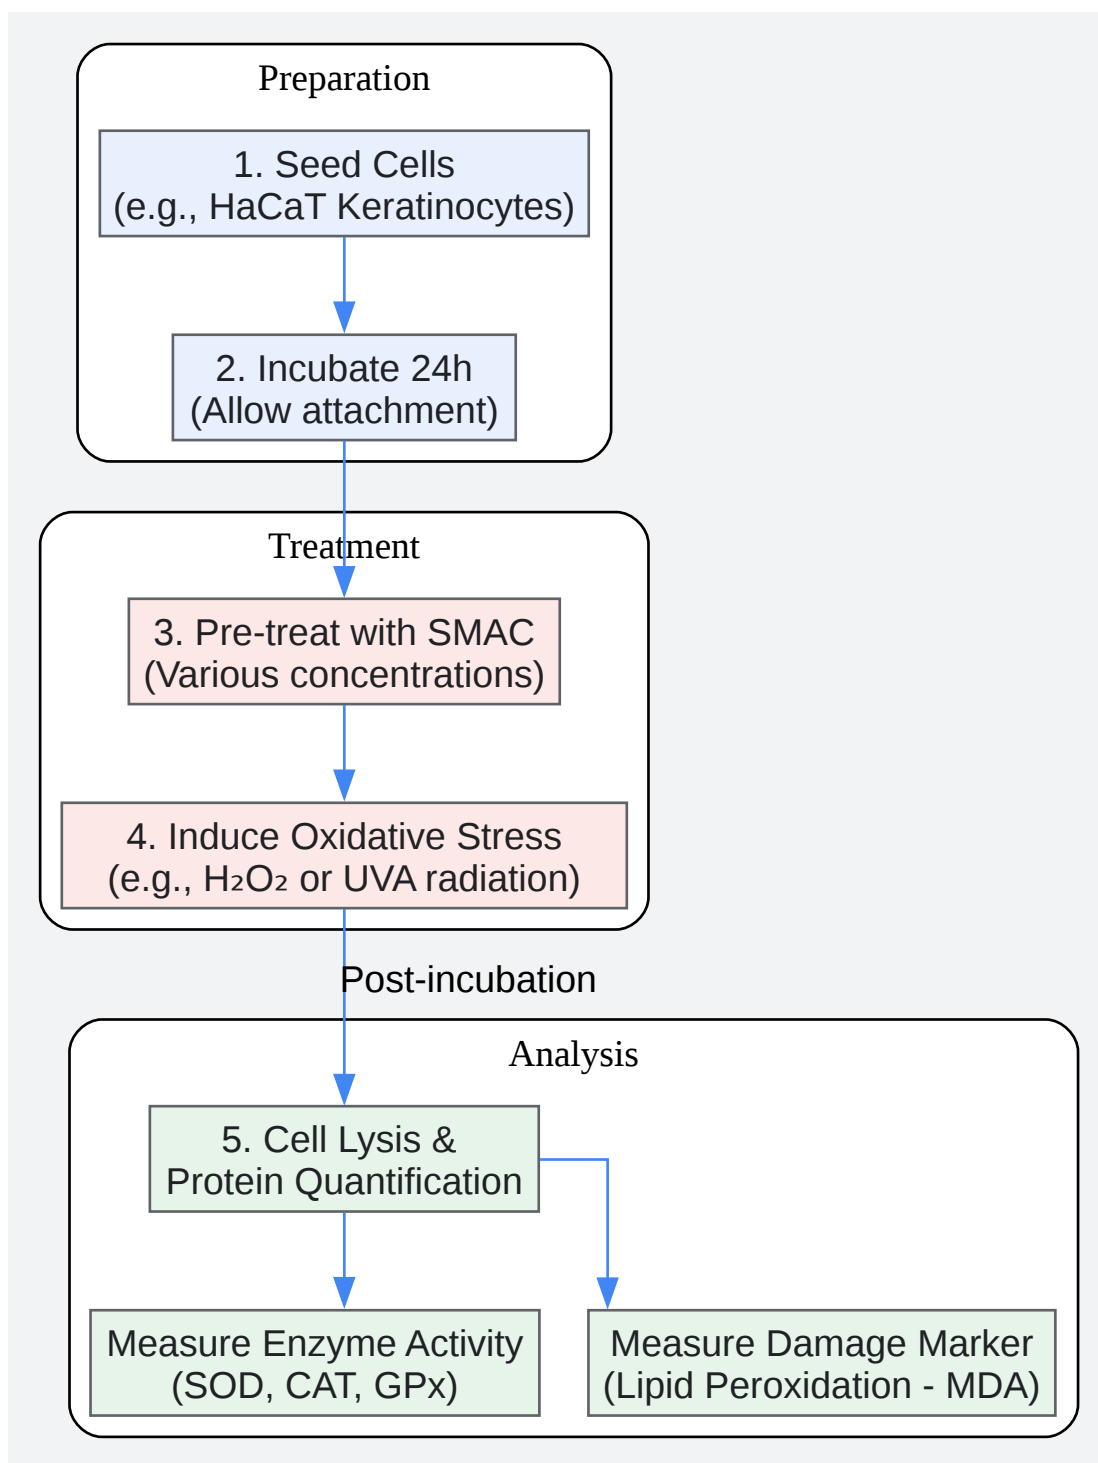 Preparation
1. Seed Cells
(e.g., HaCaT Keratinocytes)
2. Incubate 24h
(Allow attachment)
Treatment
3. Pre-treat with SMAC
(Various concentrations)
4. Induce Oxidative Stress
(e.g., H₂O₂ or UVA radiation)
Post-incubation
Analysis
5. Cell Lysis &
Protein Quantification
Measure Enzyme Activity
(SOD, CAT, GPx)
Measure Damage Marker
(Lipid Peroxidation - MDA)